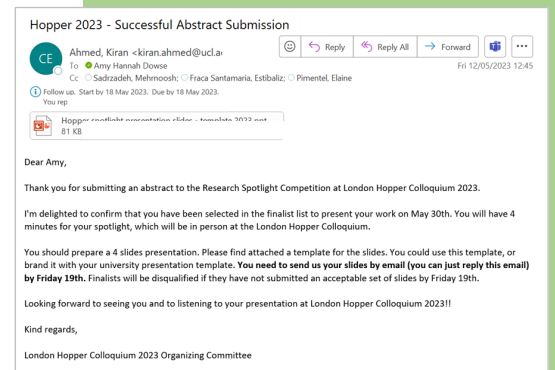 Hopper 2023 - Successful Abstract Submission
CE
Ahmed, Kiran <kiran.ahmed@ucl.a
Reply
Reply All
Forward
To Amy Hannah Dowse
Cc Sadrzadeh, Mehrnoosh; Fraca Santamaria, Estibaliz; Pimentel, Elaine
Fri 12/05/2023 12:45
Follow up. Start by 18 May 2023. Due by 18 May 2023.
You rep
Hopper spotlight presentation slides - template 2023.ppt
81 KB
Dear Amy,
Thank you for submitting an abstract to the Research Spotlight Competition at London Hopper Colloquium 2023.
I'm delighted to confirm that you have been selected in the finalist list to present your work on May 30th. You will have 4
minutes for your spotlight, which will be in person at the London Hopper Colloquium.
You should prepare a 4 slides presentation. Please find attached a template for the slides. You could use this template, or
brand it with your university presentation template. You need to send us your slides by email (you can just reply this email)
by Friday 19th. Finalists will be disqualified if they have not submitted an acceptable set of slides by Friday 19th.
Looking forward to seeing you and to listening to your presentation at London Hopper Colloquium 2023!!
Kind regards,
London Hopper Colloquium 2023 Organizing Committee